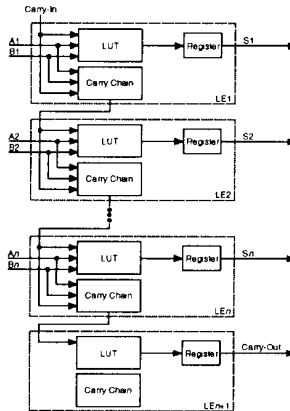 Carry-In
A1
B1
LUT
Register
S1
Carry Chain
LE1
A2
B2
LUT
Register
S2
Carry Chain
LE2
An
Bn
LUT
Register
Sn
Carry Chain
LEn
LUT
Register
Carry-Out
Carry Chain
LEn+1